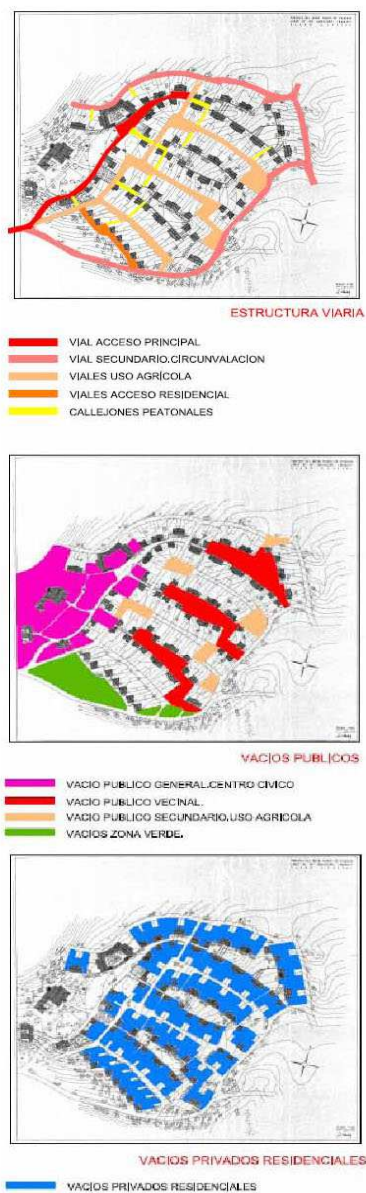 ESTRUCTURA VIARIA
VIAL ACCESO PRINCIPAL
VIAL SECUNDARIO.CIRCUNVALACION
VIALES USO AGRÍCOLA
VIALES ACCESO RESIDENCIAL
CALLEJONES PEATONALES
VACIOS PUBLICOS
VACIO PUBLICO GENERAL.CENTRO CÍVICO
VACIO PUBLICO VECINAL.
VACIO PUBLICO SECUNDARIO.USO AGRICOLA
VACIOS ZONA VERDE.
VACIOS PRIVADOS RESIDENCIALES
VACIOS PRIVADOS RESIDENCIALES